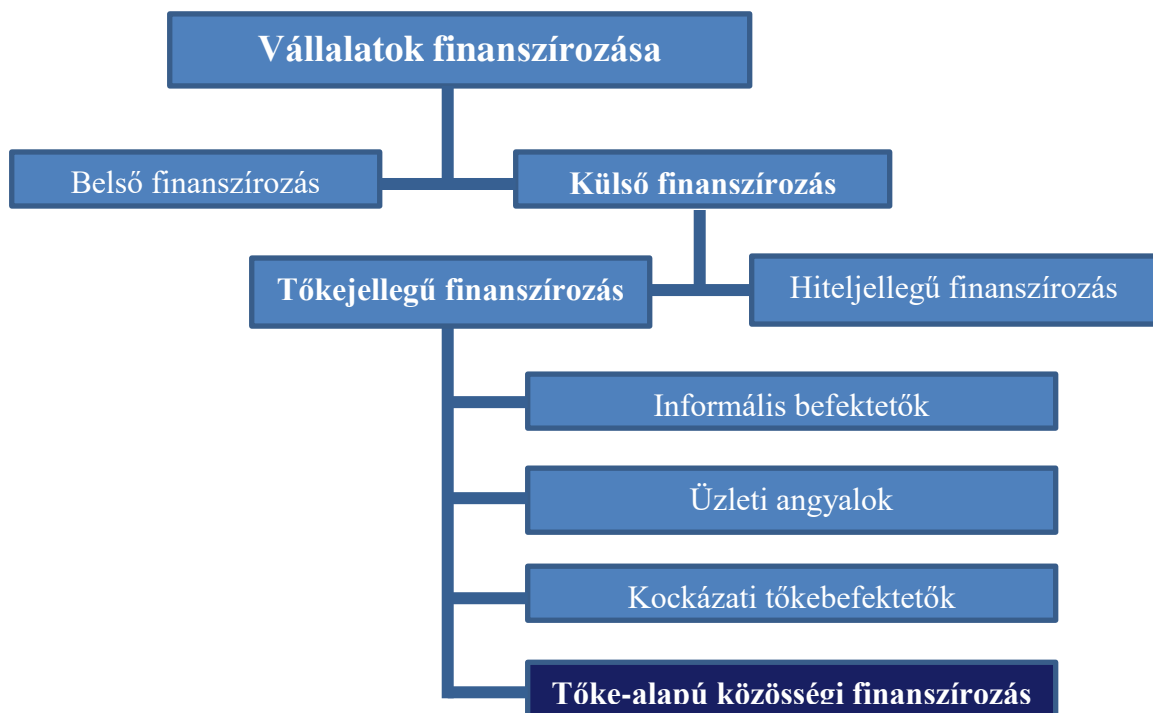 Vállalatok finanszírozása
Belső finanszírozás
Külső finanszírozás
Tőkejellegű finanszírozás
Hiteljellegű finanszírozás
Informális befektetők
Üzleti angyalok
Kockázati tőkebefektetők
Tőke-alapú közösségi finanszírozás